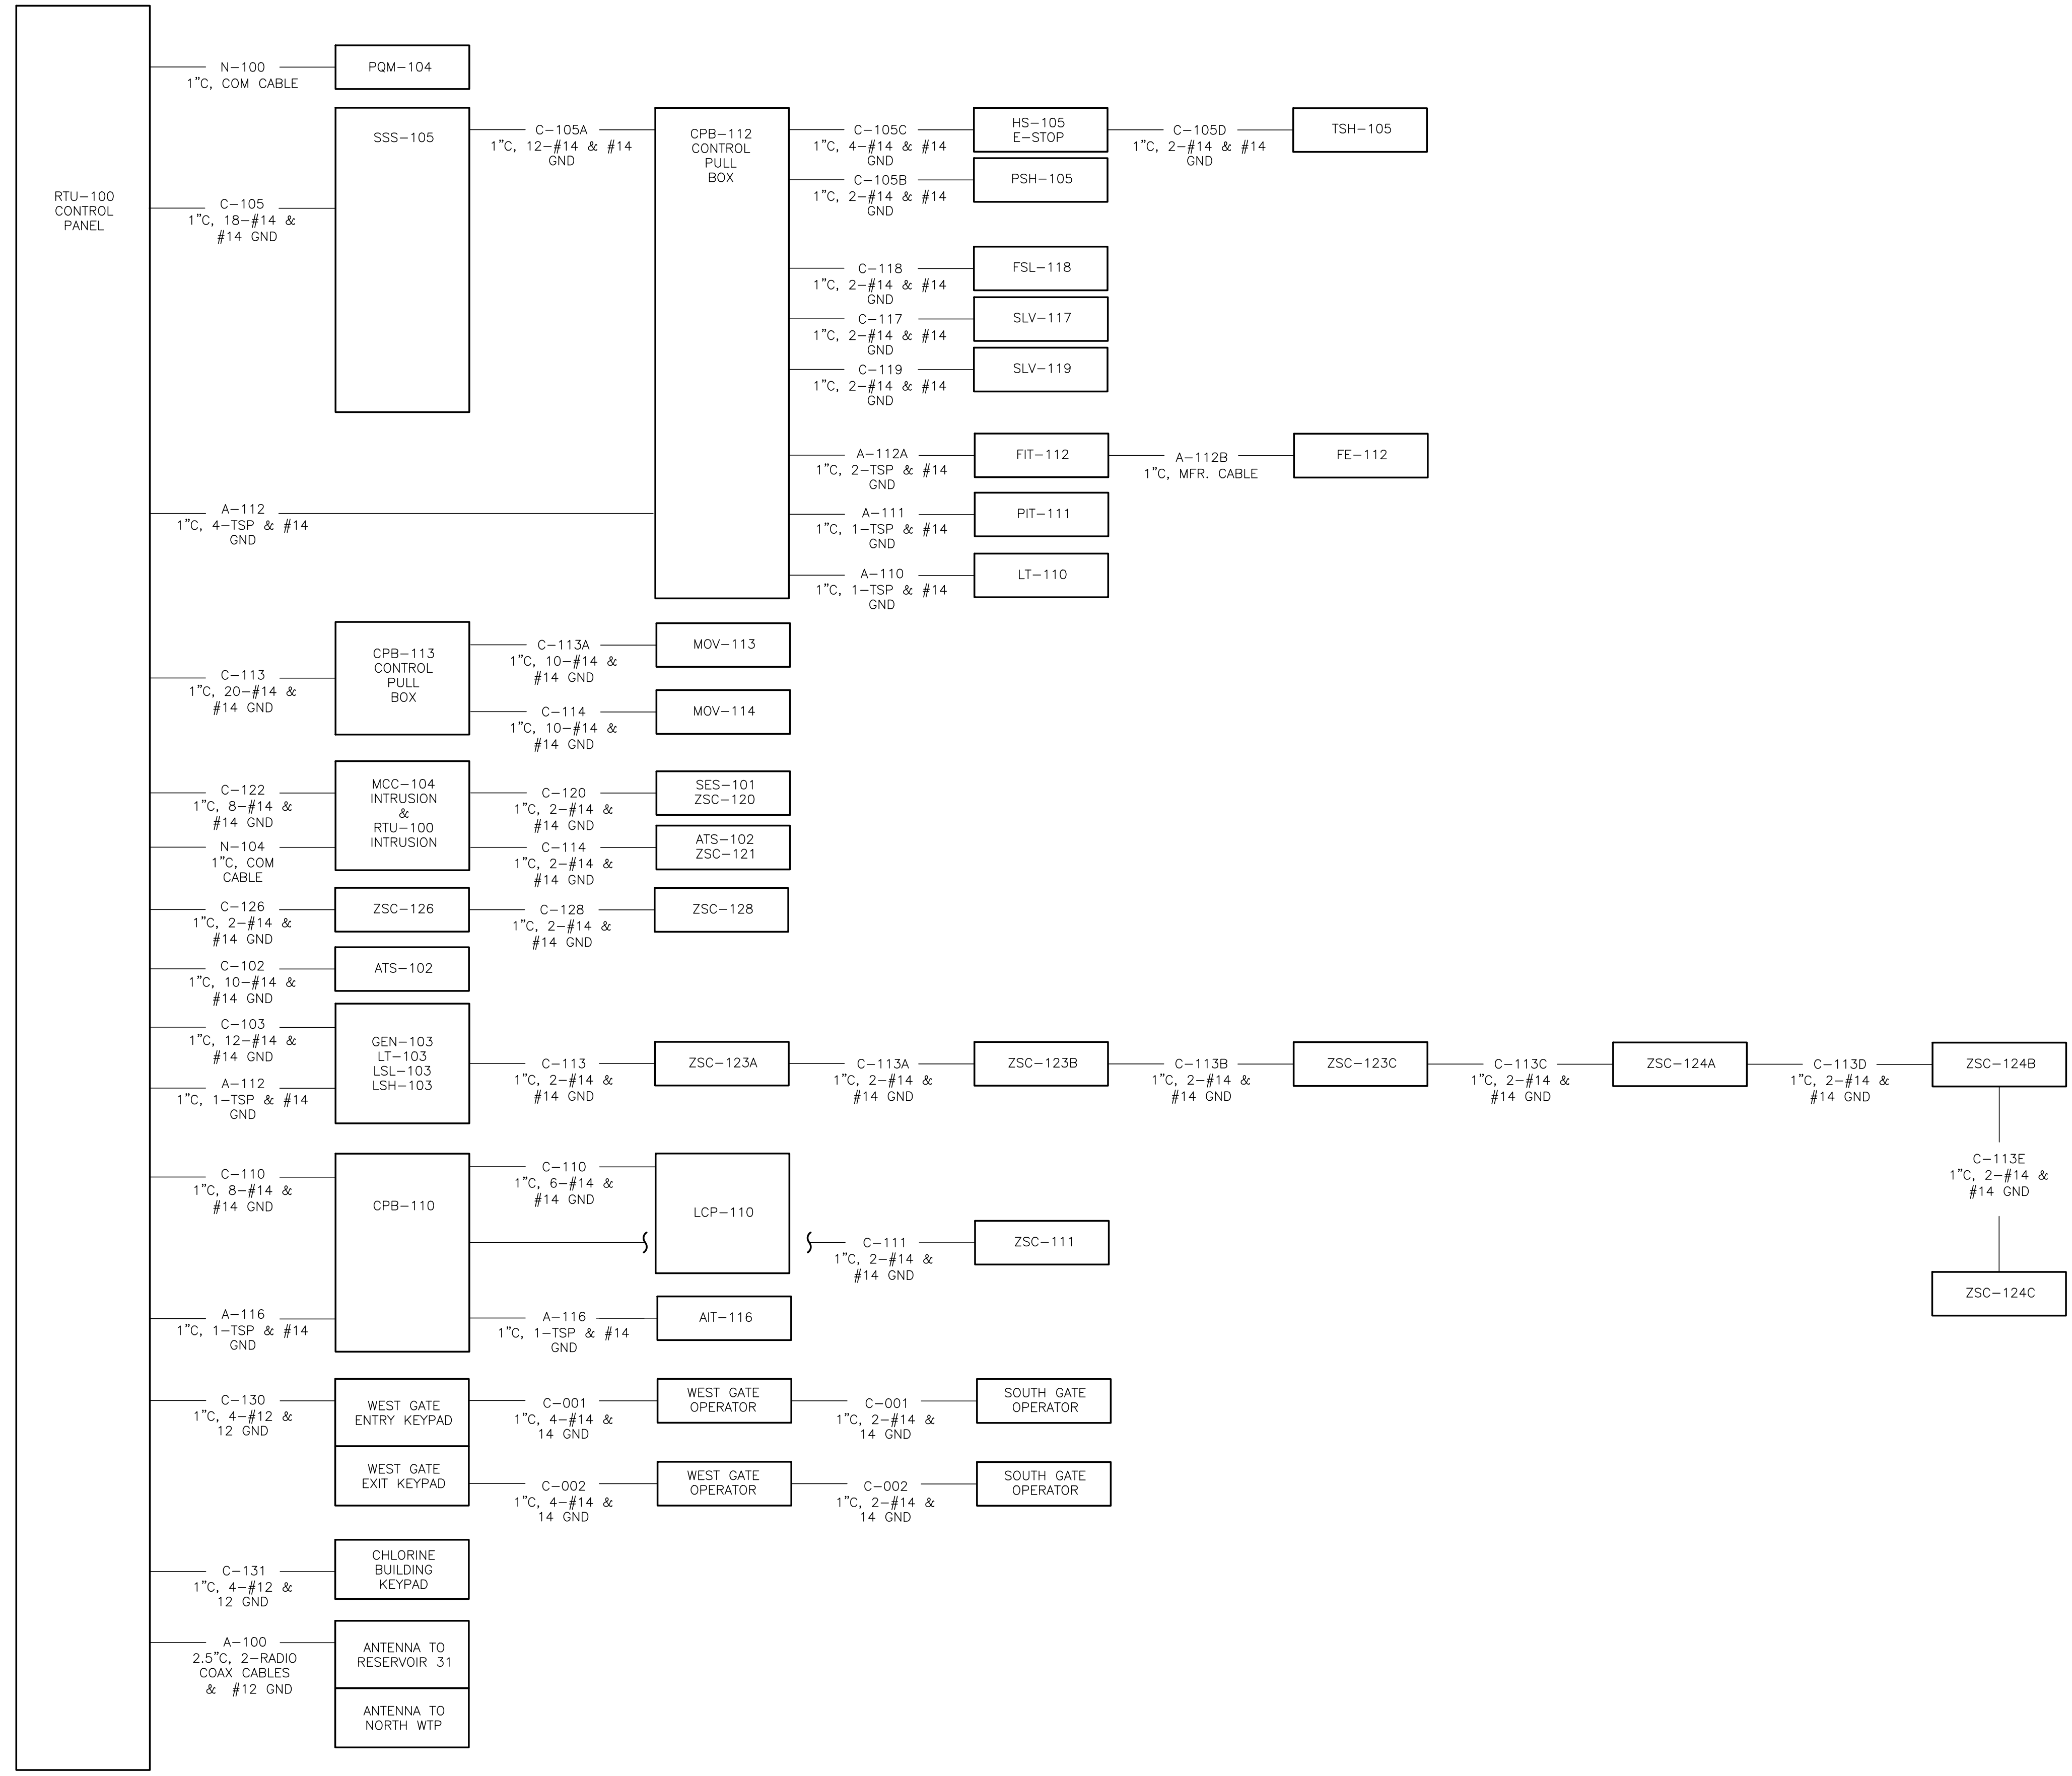 RTU-100
CONTROL
PANEL
N-100
1"C, COM CABLE
PQM-104
C-105
1"C, 18-#14 &
#14 GND
SSS-105
C-105A
1"C, 12-#14 & #14
GND
CPB-112
CONTROL
PULL
BOX
C-105C
1"C, 4-#14 & #14
GND
HS-105
E-STOP
C-105D
1"C, 2-#14 & #14
GND
TSH-105
C-105B
1"C, 2-#14 & #14
GND
PSH-105
C-118
1"C, 2-#14 & #14
GND
FSL-118
C-117
1"C, 2-#14 & #14
GND
SLV-117
C-119
1"C, 2-#14 & #14
GND
SLV-119
A-112A
1"C, 2-TSP & #14
GND
FIT-112
A-112B
1"C, MFR. CABLE
FE-112
A-112
1"C, 4-TSP & #14
GND
A-111
1"C, 1-TSP & #14
GND
PIT-111
A-110
1"C, 1-TSP & #14
GND
LT-110
C-113
1"C, 20-#14 &
#14 GND
CPB-113
CONTROL
PULL
BOX
C-113A
1"C, 10-#14 &
#14 GND
MOV-113
C-114
1"C, 10-#14 &
#14 GND
MOV-114
C-122
1"C, 8-#14 &
#14 GND
N-104
1"C, COM
CABLE
MCC-104
INTRUSION
&
RTU-100
INTRUSION
C-120
1"C, 2-#14 &
#14 GND
SES-101
ZSC-120
C-114
1"C, 2-#14 &
#14 GND
ATS-102
ZSC-121
C-126
1"C, 2-#14 &
#14 GND
ZSC-126
C-128
1"C, 2-#14 &
#14 GND
ZSC-128
C-102
1"C, 10-#14 &
#14 GND
ATS-102
C-103
1"C, 12-#14 &
#14 GND
A-112
1"C, 1-TSP & #14
GND
GEN-103
LT-103
LSL-103
LSH-103
C-113
1"C, 2-#14 &
#14 GND
ZSC-123A
C-113A
1"C, 2-#14 &
#14 GND
ZSC-123B
C-113B
1"C, 2-#14 &
#14 GND
ZSC-123C
C-113C
1"C, 2-#14 &
#14 GND
ZSC-124A
C-113D
1"C, 2-#14 &
#14 GND
ZSC-124B
C-113E
1"C, 2-#14 &
#14 GND
ZSC-124C
C-110
1"C, 8-#14 &
#14 GND
CPB-110
C-110
1"C, 6-#14 &
#14 GND
LCP-110
C-111
1"C, 2-#14 &
#14 GND
ZSC-111
A-116
1"C, 1-TSP & #14
GND
A-116
1"C, 1-TSP & #14
GND
AIT-116
C-130
1"C, 4-#12 &
12 GND
WEST GATE
ENTRY KEYPAD
C-001
1"C, 4-#14 &
14 GND
WEST GATE
OPERATOR
C-001
1"C, 2-#14 &
14 GND
SOUTH GATE
OPERATOR
WEST GATE
EXIT KEYPAD
C-002
1"C, 4-#14 &
14 GND
WEST GATE
OPERATOR
C-002
1"C, 2-#14 &
14 GND
SOUTH GATE
OPERATOR
C-131
1"C, 4-#12 &
12 GND
CHLORINE
BUILDING
KEYPAD
A-100
2.5"C, 2-RADIO
COAX CABLES
& #12 GND
ANTENNA TO
RESERVOIR 31
ANTENNA TO
NORTH WTP